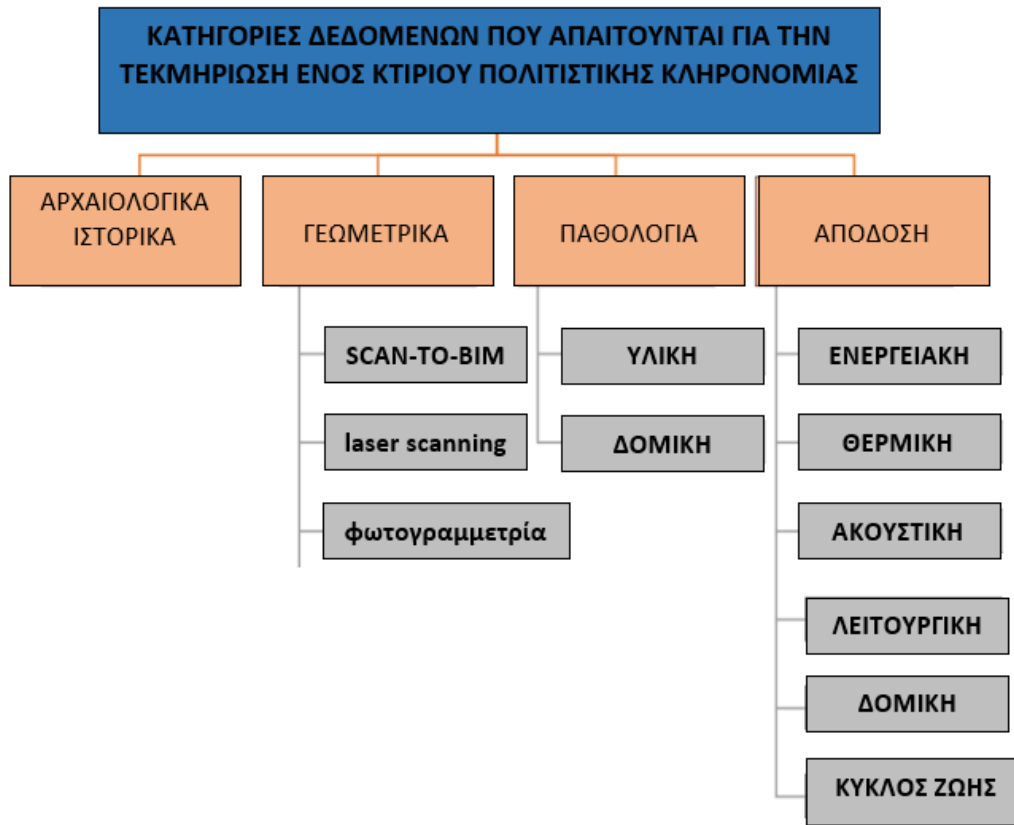 ΚΑΤΗΓΟΡΙΕΣ ΔΕΔΟΜΕΝΩΝ ΠΟΥ ΑΠΑΙΤΟΥΝΤΑΙ ΓΙΑ ΤΗΝ
ΤΕΚΜΗΡΙΩΣΗ ΕΝΟΣ ΚΤΙΡΙΟΥ ΠΟΛΙΤΙΣΤΙΚΗΣ ΚΛΗΡΟΝΟΜΙΑΣ
ΑΡΧΑΙΟΛΟΓΙΚΑ
ΙΣΤΟΡΙΚΑ
ΓΕΩΜΕΤΡΙΚΑ
SCAN-TO-BIM
laser scanning
φωτογραμμετρία
ΠΑΘΟΛΟΓΙΑ
ΥΛΙΚΗ
ΔΟΜΙΚΗ
ΑΠΟΔΟΣΗ
ΕΝΕΡΓΕΙΑΚΗ
ΘΕΡΜΙΚΗ
ΑΚΟΥΣΤΙΚΗ
ΛΕΙΤΟΥΡΓΙΚΗ
ΔΟΜΙΚΗ
ΚΥΚΛΟΣ ΖΩΗΣ